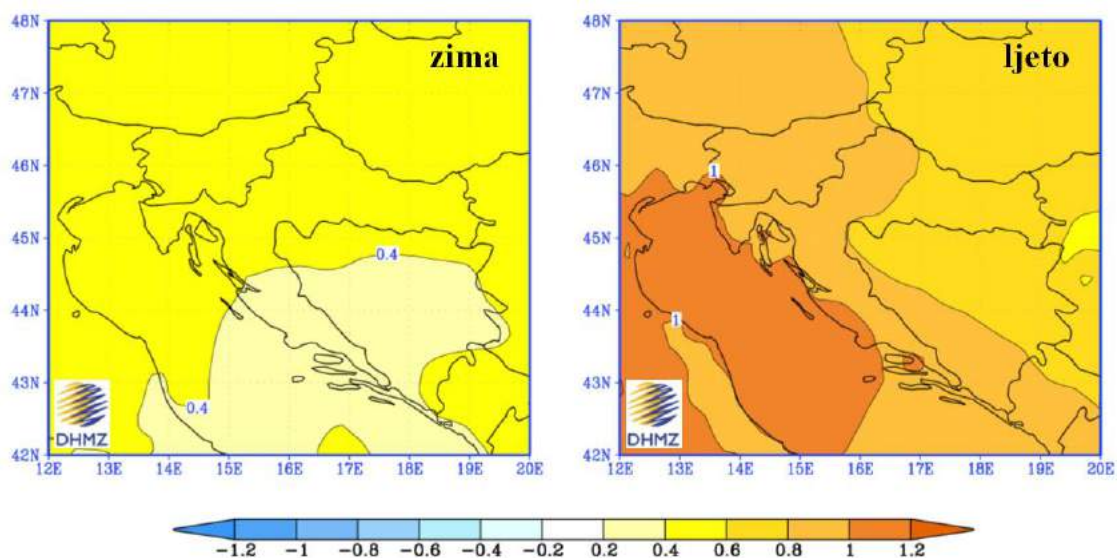 zima
48N
47N
46N
45N
44N
43N
42N
0.4
0.4
DHMZ
12E 13E 14E 15E 16E 17E 18E 19E 20E
ljeto
48N
47N
46N
45N
44N
43N
42N
1
1
DHMZ
12E 13E 14E 15E 16E 17E 18E 19E 20E
-1.2 -1 -0.8 -0.6 -0.4 -0.2 0.2 0.4 0.6 0.8 1 1.2